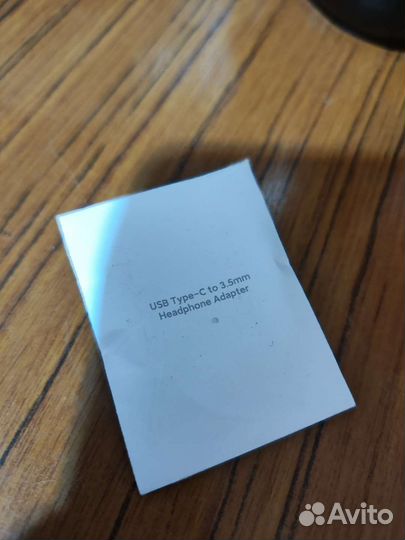 USB Type-C to 3.5mm
Headphone Adapter
Avito